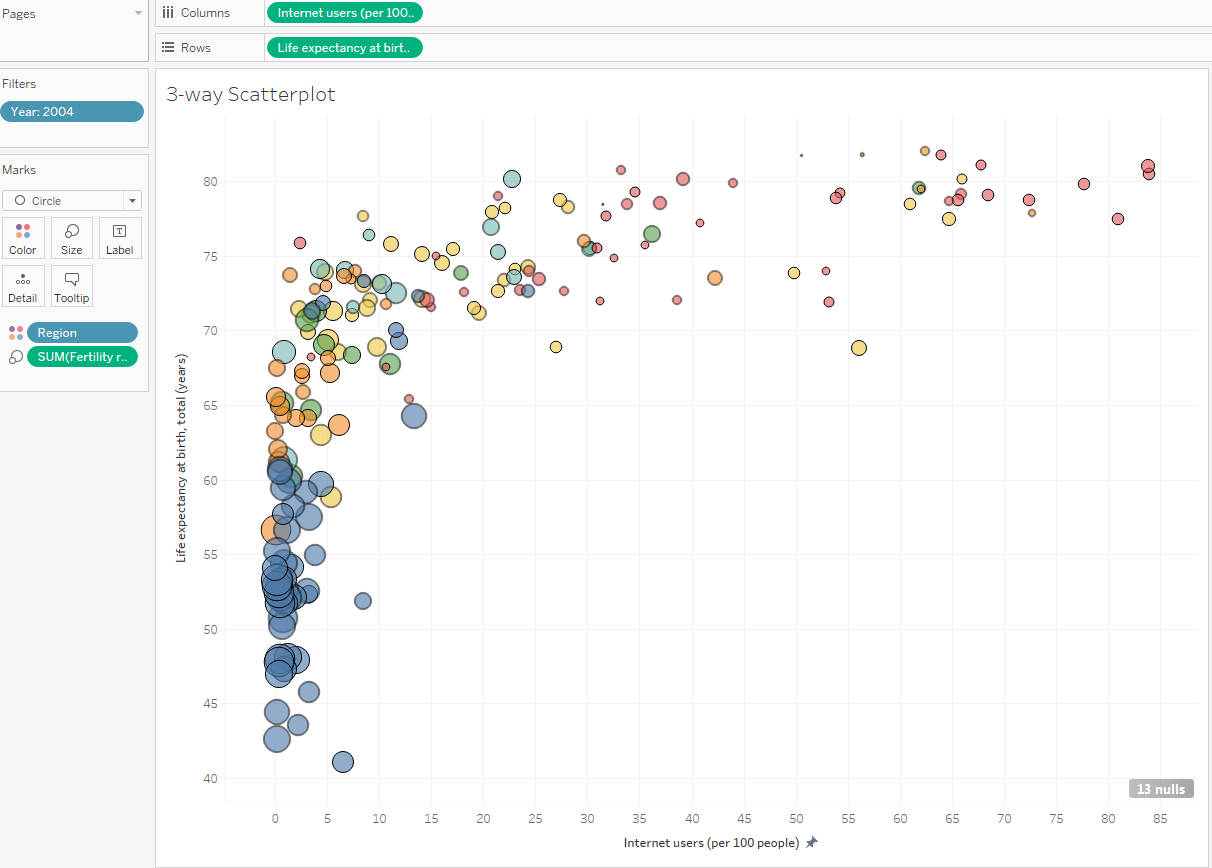 Pages
Columns
Internet users (per 100..
Rows
Life expectancy at birt..
Filters
Year: 2004
Marks
Circle
Color
Size
Label
Detail
Tooltip
Region
SUM(Fertility r..
3-way Scatterplot
Life expectancy at birth, total (years)
80
75
70
65
60
55
50
45
40
13 nulls
0 5 10 15 20 25 30 35 40 45 50 55 60 65 70 75 80 85
Internet users (per 100 people)